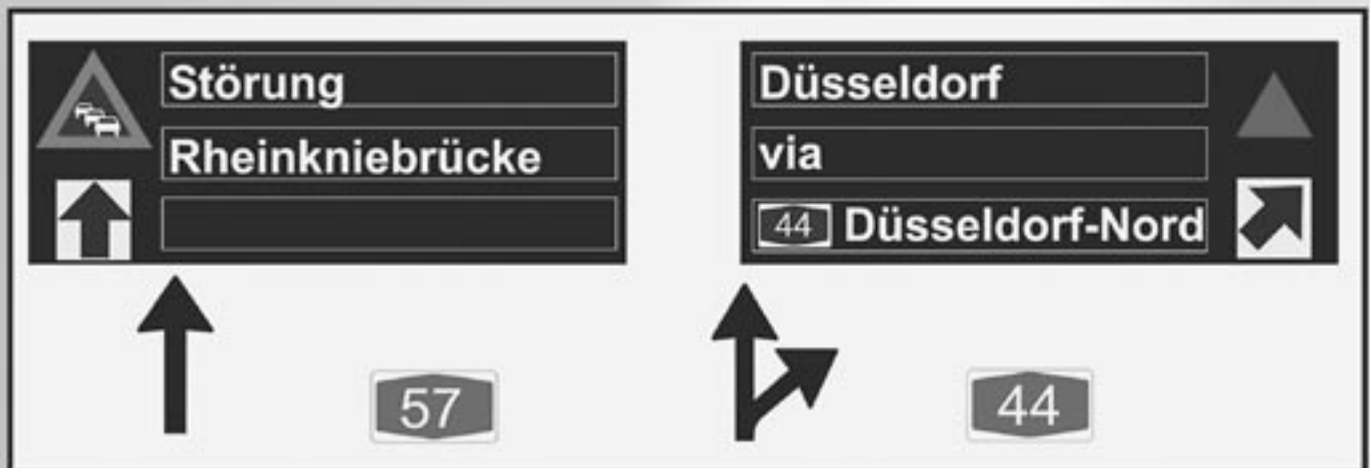 Störung
Rheinkniebrücke
Düsseldorf
via
44 Düsseldorf-Nord
57
44